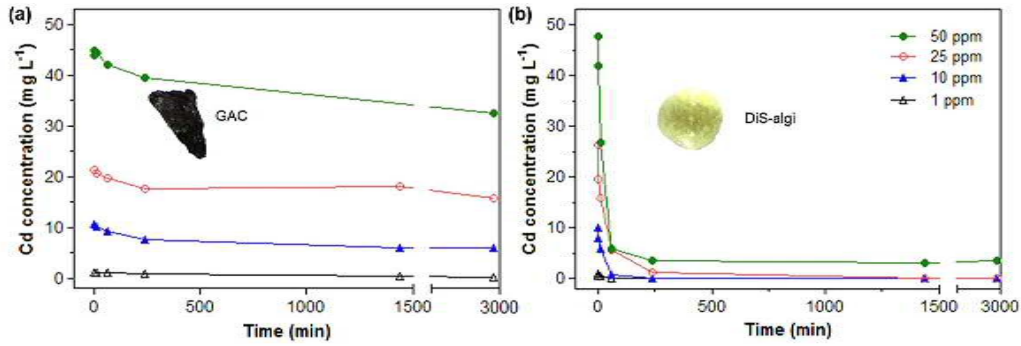 (a)
50
40
30
20
10
0
Cd concentration (mg L⁻¹)
GAC
0
500
1500
3000
Time (min)
(b)
50
40
30
20
10
0
Cd concentration (mg L⁻¹)
DiS-algi
50 ppm
25 ppm
10 ppm
1 ppm
0
500
1000
1500
3000
Time (min)